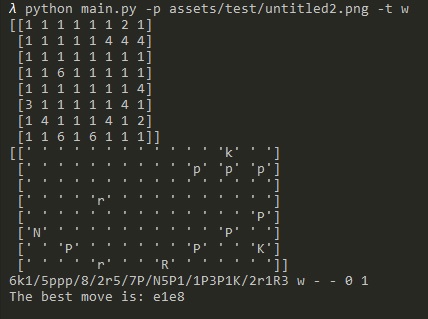 λ python main.py -p assets/test/untitled2.png -t w
[[1 1 1 1 1 1 2 1]
 [1 1 1 1 1 4 4 4]
 [1 1 1 1 1 1 1 1]
 [1 1 6 1 1 1 1 1]
 [1 1 1 1 1 1 1 4]
 [3 1 1 1 1 1 4 1]
 [1 4 1 1 1 4 1 2]
 [1 1 6 1 6 1 1 1]]
[[' ' ' ' ' ' ' ' ' ' ' ' 'k' ' ']
 [' ' ' ' ' ' ' ' ' ' 'p' 'p' 'p']
 [' ' ' ' ' ' ' ' ' ' ' ' ' ' ' ']
 [' ' ' ' 'r' ' ' ' ' ' ' ' ' ' ']
 [' ' ' ' ' ' ' ' ' ' ' ' ' ' 'P']
 ['N' ' ' ' ' ' ' ' ' ' ' 'P' ' ']
 [' ' 'P' ' ' ' ' ' ' 'P' ' ' 'K']
 [' ' ' ' 'r' ' ' 'R' ' ' ' ' ' ']]
6k1/5ppp/8/2r5/7P/N5P1/1P3P1K/2r1R3 w - - 0 1
The best move is: e1e8